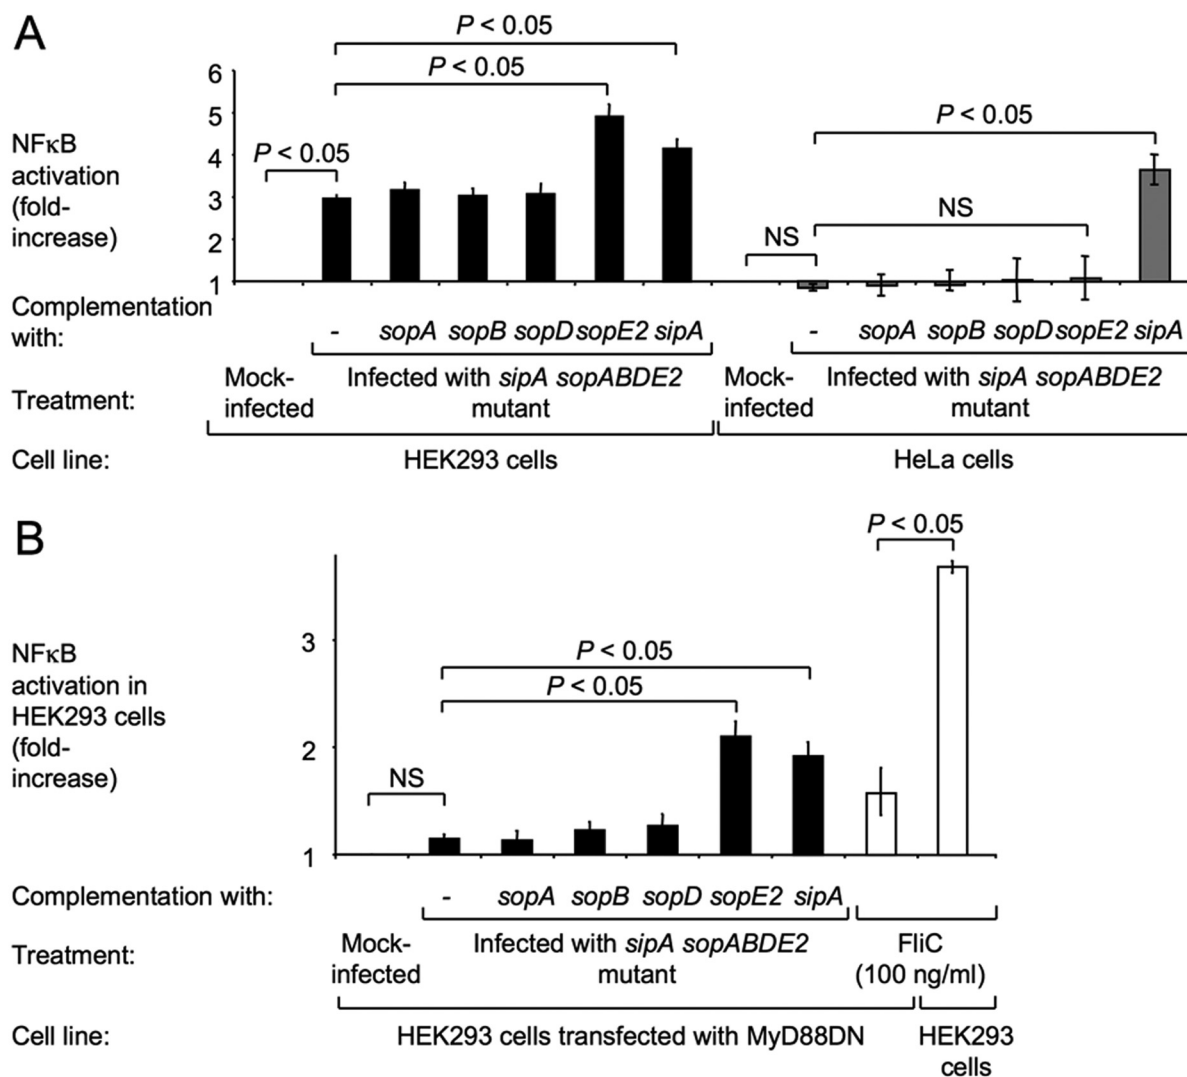 A
P < 0.05
P < 0.05
6
5
4
3
2
1
NFκB
activation
(fold-
increase)
P < 0.05
P < 0.05
NS
NS
Complementation
with:
- sopA sopB sopD sopE2 sipA
- sopA sopB sopD sopE2 sipA
Treatment:
Mock-
infected
Infected with sipA sopABDE2
mutant
Mock-
infected
Infected with sipA sopABDE2
mutant
Cell line:
HEK293 cells
HeLa cells
B
P < 0.05
3
2
1
NFκB
activation in
HEK293 cells
(fold-
increase)
P < 0.05
P < 0.05
NS
Complementation with:
- sopA sopB sopD sopE2 sipA
Treatment:
Mock-
infected
Infected with sipA sopABDE2
mutant
FliC
(100 ng/ml)
Cell line:
HEK293 cells transfected with MyD88DN
HEK293
cells